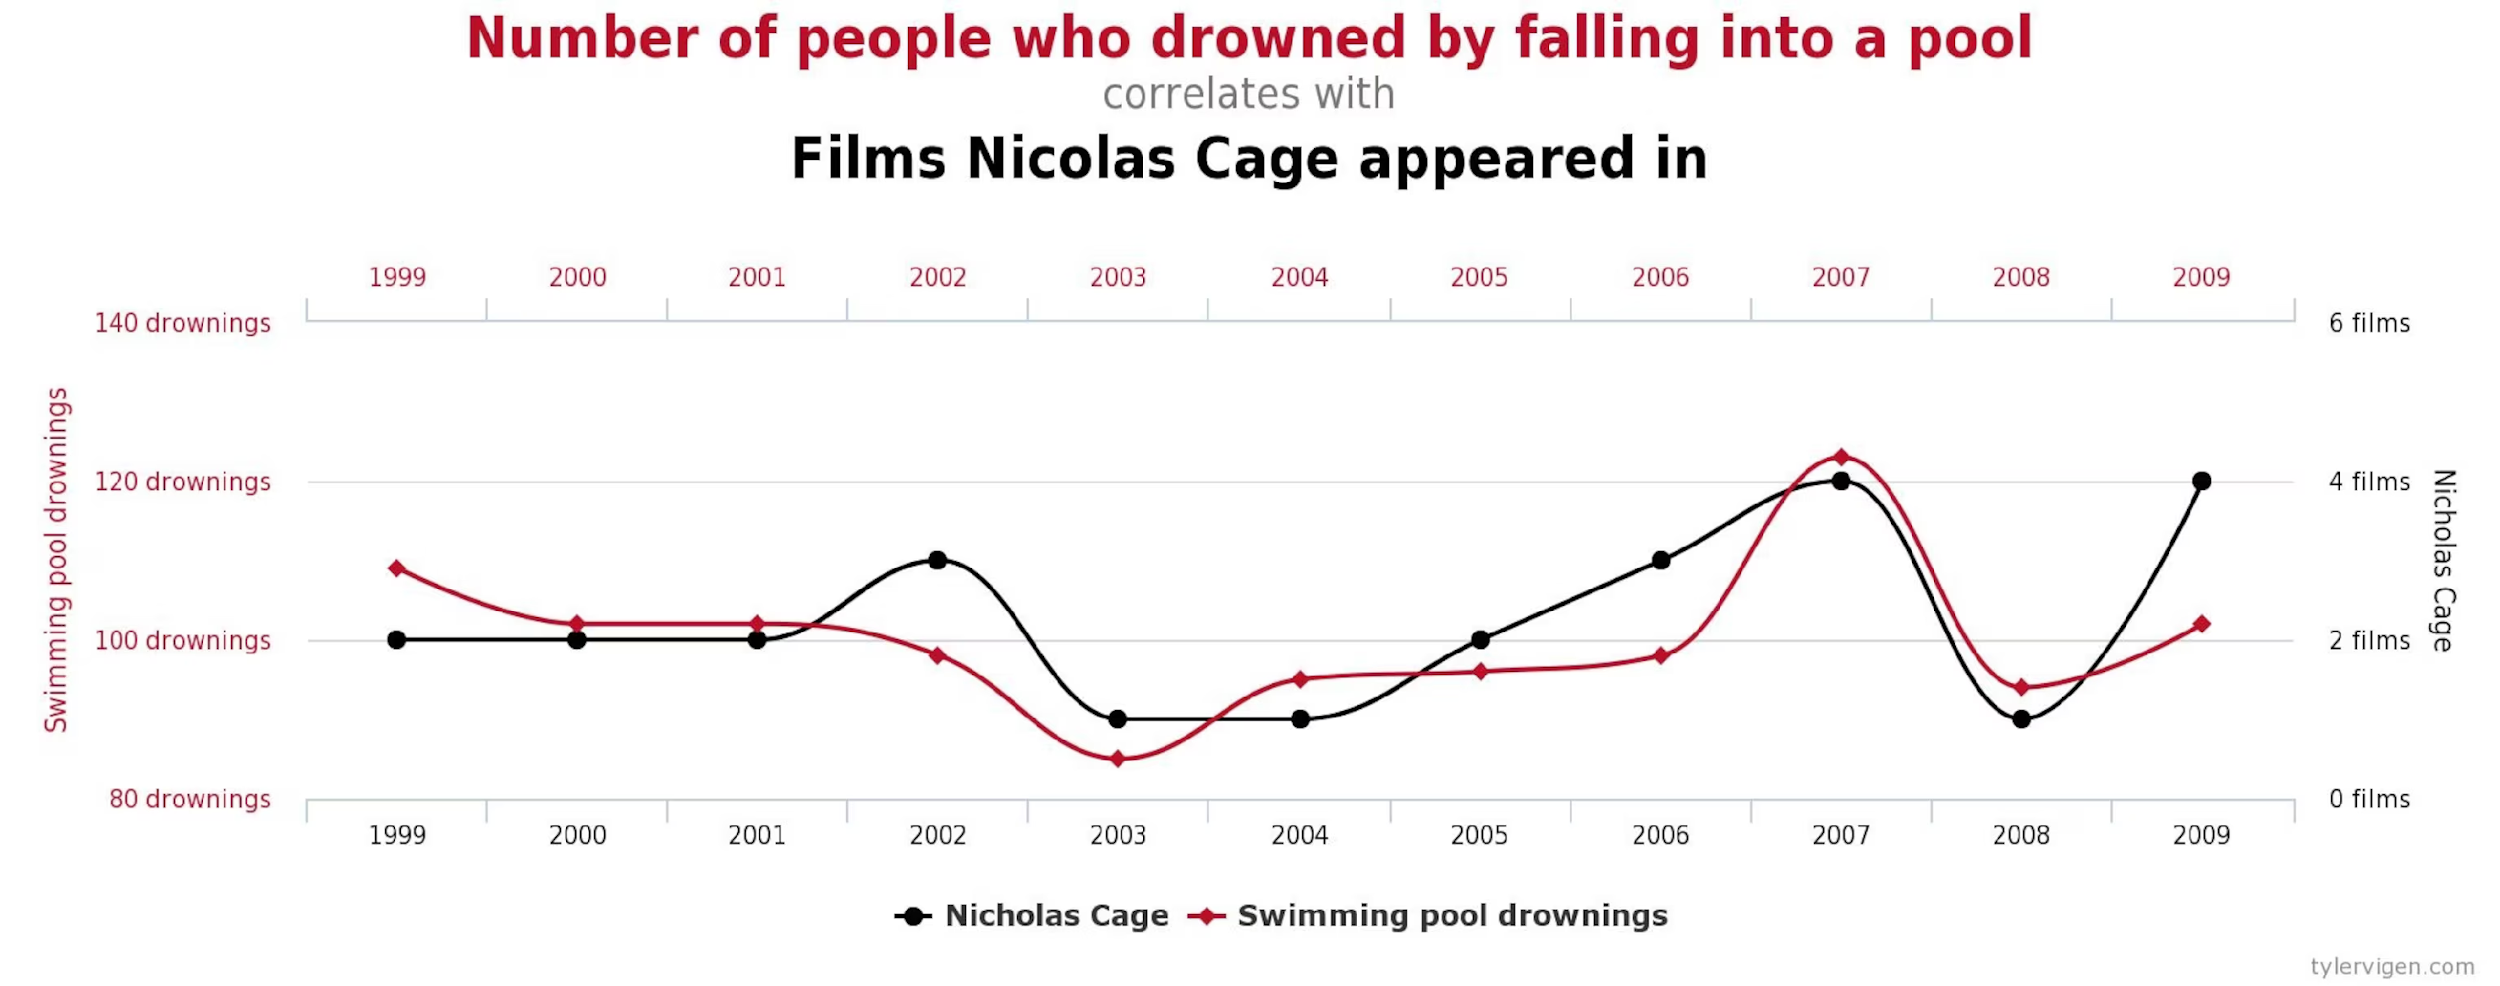 Number of people who drowned by falling into a pool
correlates with
Films Nicolas Cage appeared in
1999 2000 2001 2002 2003 2004 2005 2006 2007 2008 2009
140 drownings 6 films
120 drownings 4 films
100 drownings 2 films
80 drownings 0 films
Swimming pool drownings
Nicholas Cage
1999 2000 2001 2002 2003 2004 2005 2006 2007 2008 2009
Nicholas Cage Swimming pool drownings
tylervigen.com